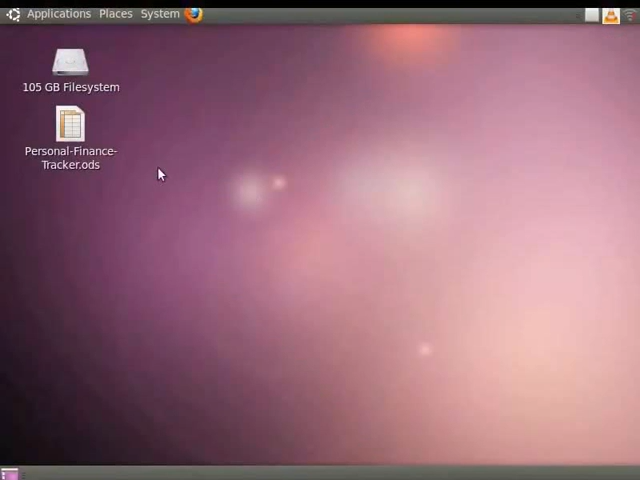 Applications Places System
105 GB Filesystem
Personal-Finance-
Tracker.ods